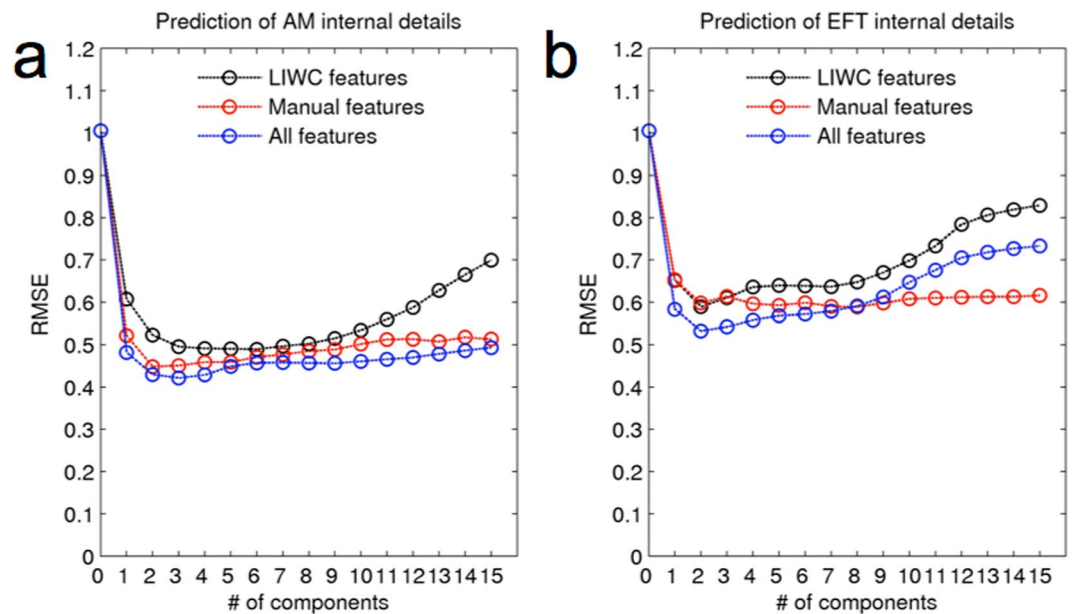 a
Prediction of AM internal details
1.2
1.1
1
0.9
0.8
0.7
0.6
0.5
0.4
0.3
0.2
0.1
0
RMSE
LIWC features
Manual features
All features
0 1 2 3 4 5 6 7 8 9 10 11 12 13 14 15
# of components
b
Prediction of EFT internal details
1.2
1.1
1
0.9
0.8
0.7
0.6
0.5
0.4
0.3
0.2
0.1
0
RMSE
LIWC features
Manual features
All features
0 1 2 3 4 5 6 7 8 9 10 11 12 13 14 15
# of components